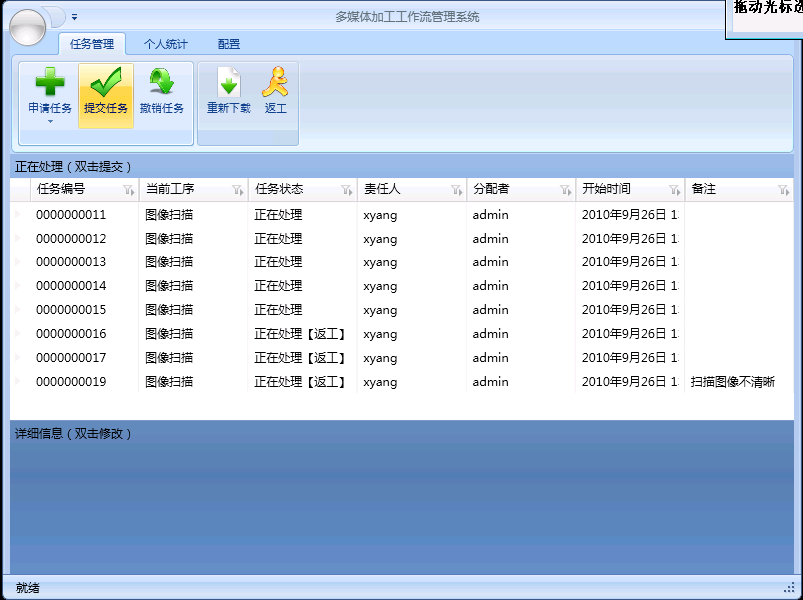 拖动光标
多媒体加工工作流管理系统
任务管理 个人统计 配置
申请任务 提交任务 撤销任务 重新下载 返工
正在处理（双击提交）
任务编号 当前工序 任务状态 责任人 分配者 开始时间 备注
0000000011 图像扫描 正在处理 xyang admin 2010年9月26日 1
0000000012 图像扫描 正在处理 xyang admin 2010年9月26日 1
0000000013 图像扫描 正在处理 xyang admin 2010年9月26日 1
0000000014 图像扫描 正在处理 xyang admin 2010年9月26日 1
0000000015 图像扫描 正在处理 xyang admin 2010年9月26日 1
0000000016 图像扫描 正在处理【返工】 xyang admin 2010年9月26日 1
0000000017 图像扫描 正在处理【返工】 xyang admin 2010年9月26日 1
0000000019 图像扫描 正在处理【返工】 xyang admin 2010年9月26日 1 扫描图像不清晰
详细信息（双击修改）
就绪